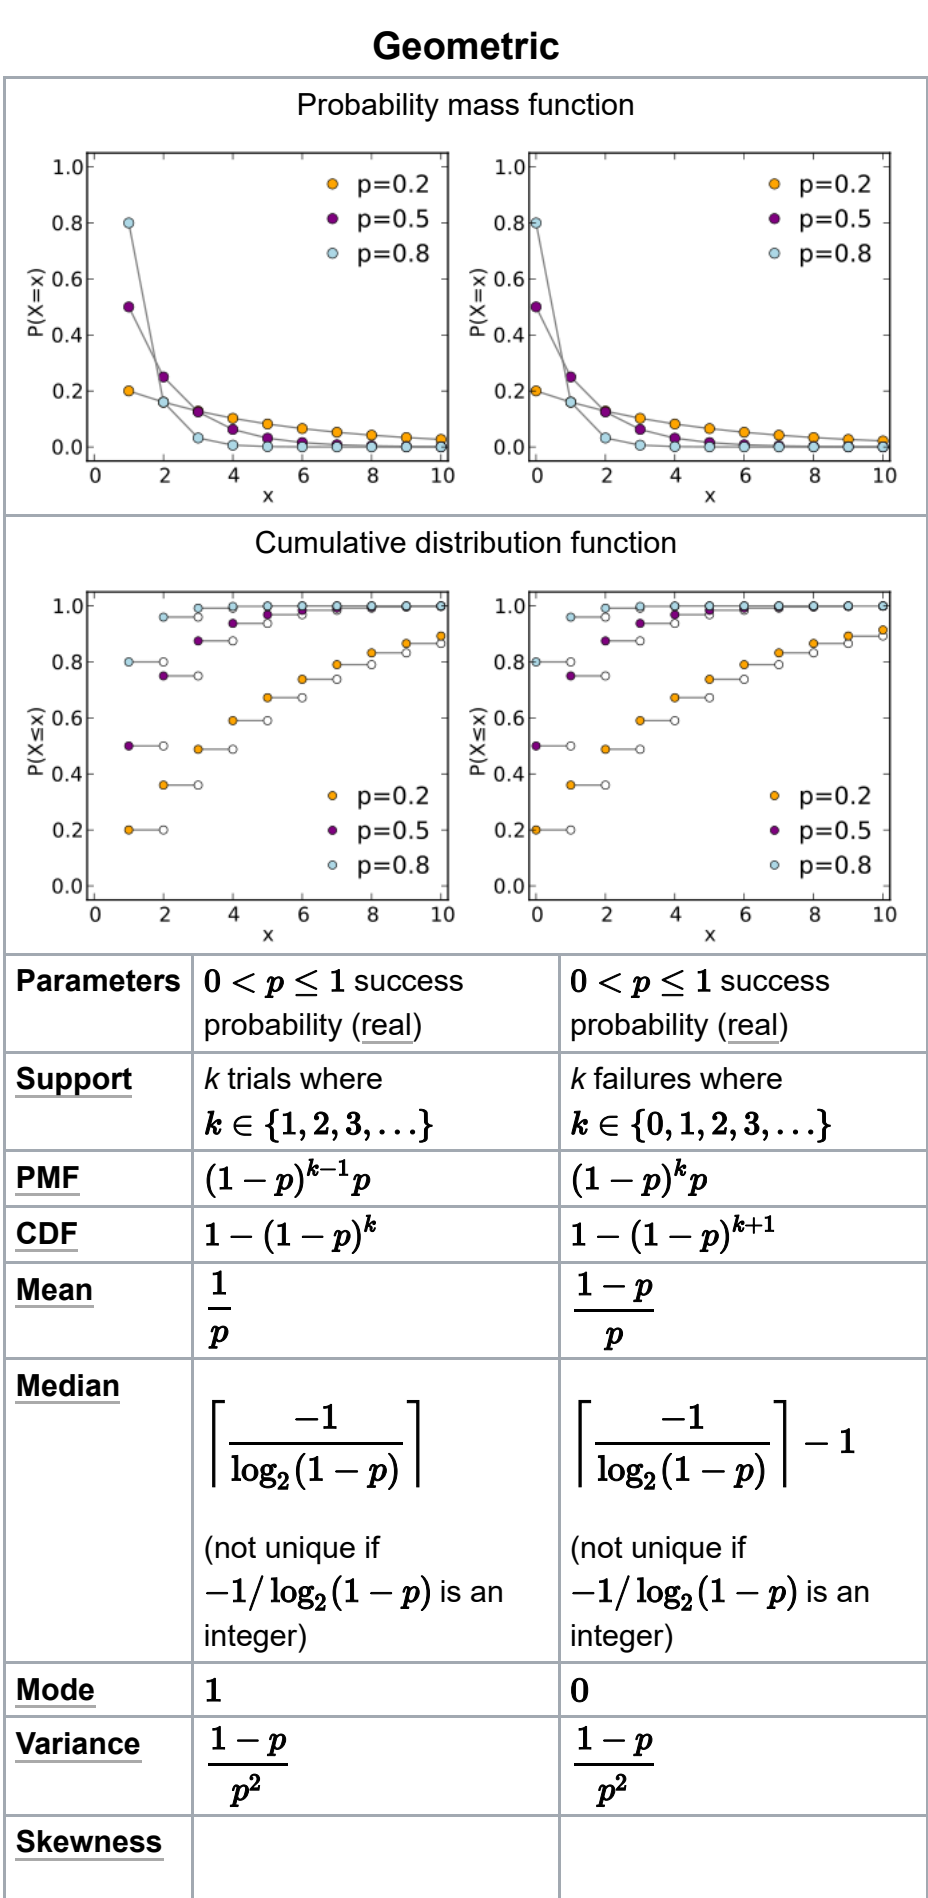 Geometric
Probability mass function
1.0
0.8
0.6
0.4
0.2
0.0
P(X=x)
p=0.2
p=0.5
p=0.8
0 2 4 6 8 10
x
1.0
0.8
0.6
0.4
0.2
0.0
P(X=x)
p=0.2
p=0.5
p=0.8
0 2 4 6 8 10
x
Cumulative distribution function
1.0
0.8
0.6
0.4
0.2
0.0
P(X≤x)
p=0.2
p=0.5
p=0.8
0 2 4 6 8 10
x
1.0
0.8
0.6
0.4
0.2
0.0
P(X≤x)
p=0.2
p=0.5
p=0.8
0 2 4 6 8 10
x
Parameters
0 < p ≤ 1 success
probability (real)
0 < p ≤ 1 success
probability (real)
Support
k trials where
k ∈ {1, 2, 3, …}
k failures where
k ∈ {0, 1, 2, 3, …}
PMF
(1 − p)^{k−1}p
(1 − p)^k p
CDF
1 − (1 − p)^k
1 − (1 − p)^{k+1}
Mean
1/p
(1 − p)/p
Median
⌈−1/log₂(1 − p)⌉
(not unique if
−1/ log₂(1 − p) is an
integer)
⌈−1/log₂(1 − p)⌉ − 1
(not unique if
−1/ log₂(1 − p) is an
integer)
Mode
1
0
Variance
(1 − p)/p²
(1 − p)/p²
Skewness